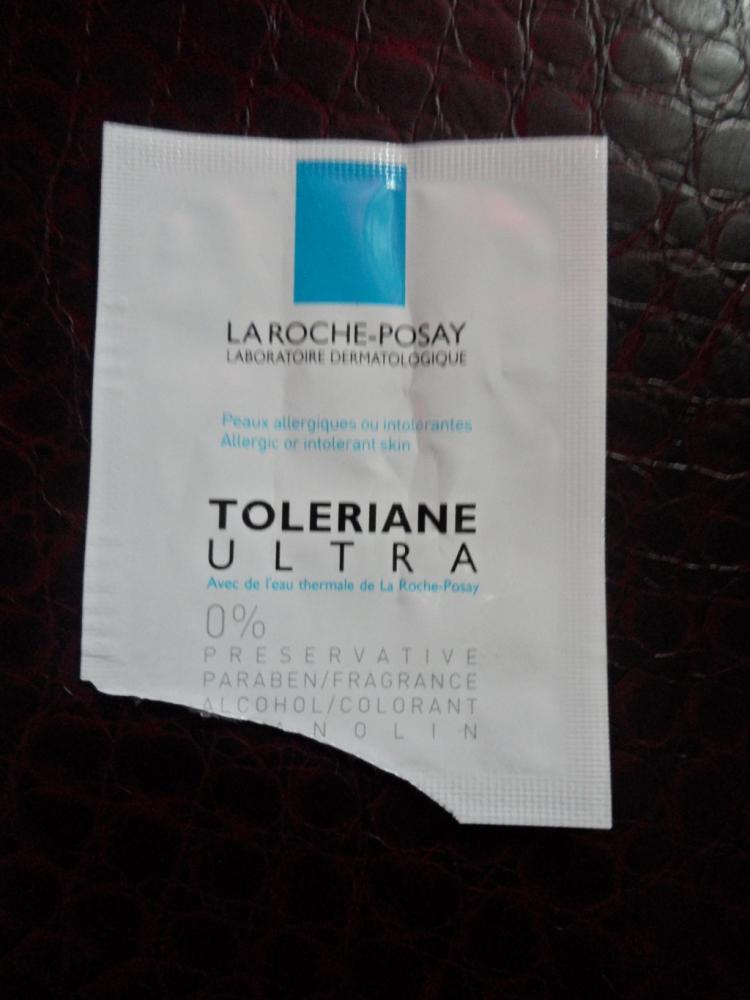 LA ROCHE-POSAY
LABORATOIRE DERMATOLOGIQUE
Peaux allergiques ou intolérantes
Allergic or intolerant skin
TOLERIANE
ULTRA
Avec de l'eau thermale de La Roche-Posay
0%
PRESERVATIVE
PARABEN/FRAGRANCE
ALCOHOL/COLORANT
LANOLIN